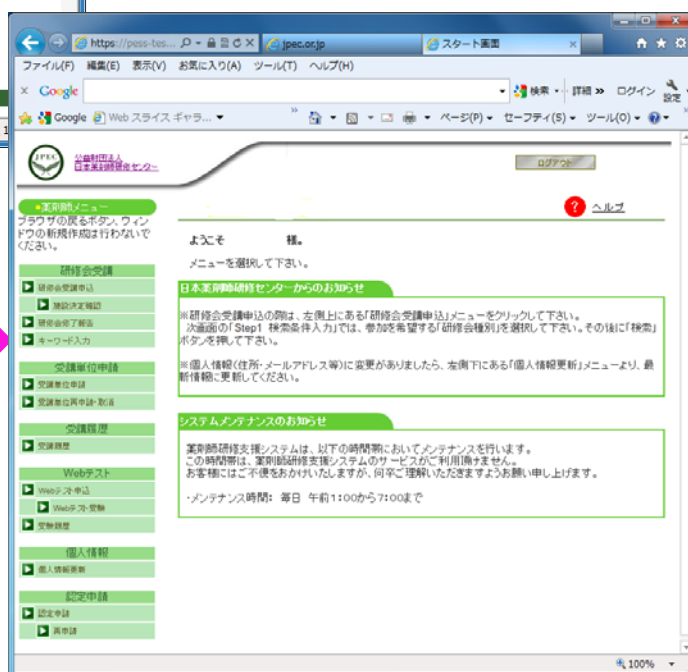 https://pess-tes...
jpec.or.jp
スタート画面
ファイル(F) 編集(E) 表示(V) お気に入り(A) ツール(T) ヘルプ(H)
× Google
検索
詳細 »
ログイン
設定
Google
Web スライス ギャラ...
ページ(P)
セーフティ(S)
ツール(O)
JPEC
公益財団法人
日本薬剤師研修センター
ログアウト
薬剤師メニュー
ブラウザの戻るボタン、ウィン
ドウの新規作成は行わないで
ください。
? ヘルプ
ようこそ 様。
メニューを選択して下さい。
研修会受講
研修会受講申込
施設決定確認
研修会修了報告
キーワード入力
受講単位申請
受講単位申請
受講単位再申請・取消
受講履歴
受講履歴
Webテスト
Webテスト申込
Webテスト受験
受験履歴
個人情報
個人情報更新
認定申請
認定申請
再申請
日本薬剤師研修センターからのお知らせ
※研修会受講申込の際は、左側上にある「研修会受講申込」メニューをクリックして下さい。
次画面の「Step1 検索条件入力」では、参加を希望する「研修会種別」を選択して下さい。その後に「検索」
ボタンを押して下さい。
※個人情報(住所・メールアドレス等)に変更がありましたら、左側下にある「個人情報更新」メニューより、最
新情報に更新してください。
システムメンテナンスのお知らせ
薬剤師研修支援システムは、以下の時間帯においてメンテナンスを行います。
この時間帯は、薬剤師研修支援システムのサービスがご利用頂けません。
お客様にはご不便をおかけいたしますが、何卒ご理解いただきますようお願い申し上げます。
・メンテナンス時間: 毎日 午前1:00から7:00まで
100%